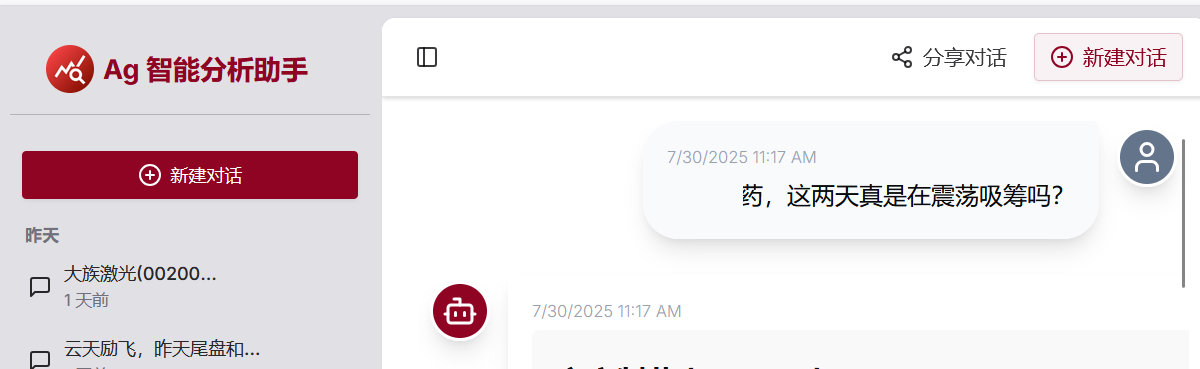 Ag 智能分析助手
新建对话
昨天
大族激光(00200...
1 天前
云天励飞，昨天尾盘和...
分享对话
新建对话
7/30/2025 11:17 AM
药，这两天真是在震荡吸筹吗？
7/30/2025 11:17 AM